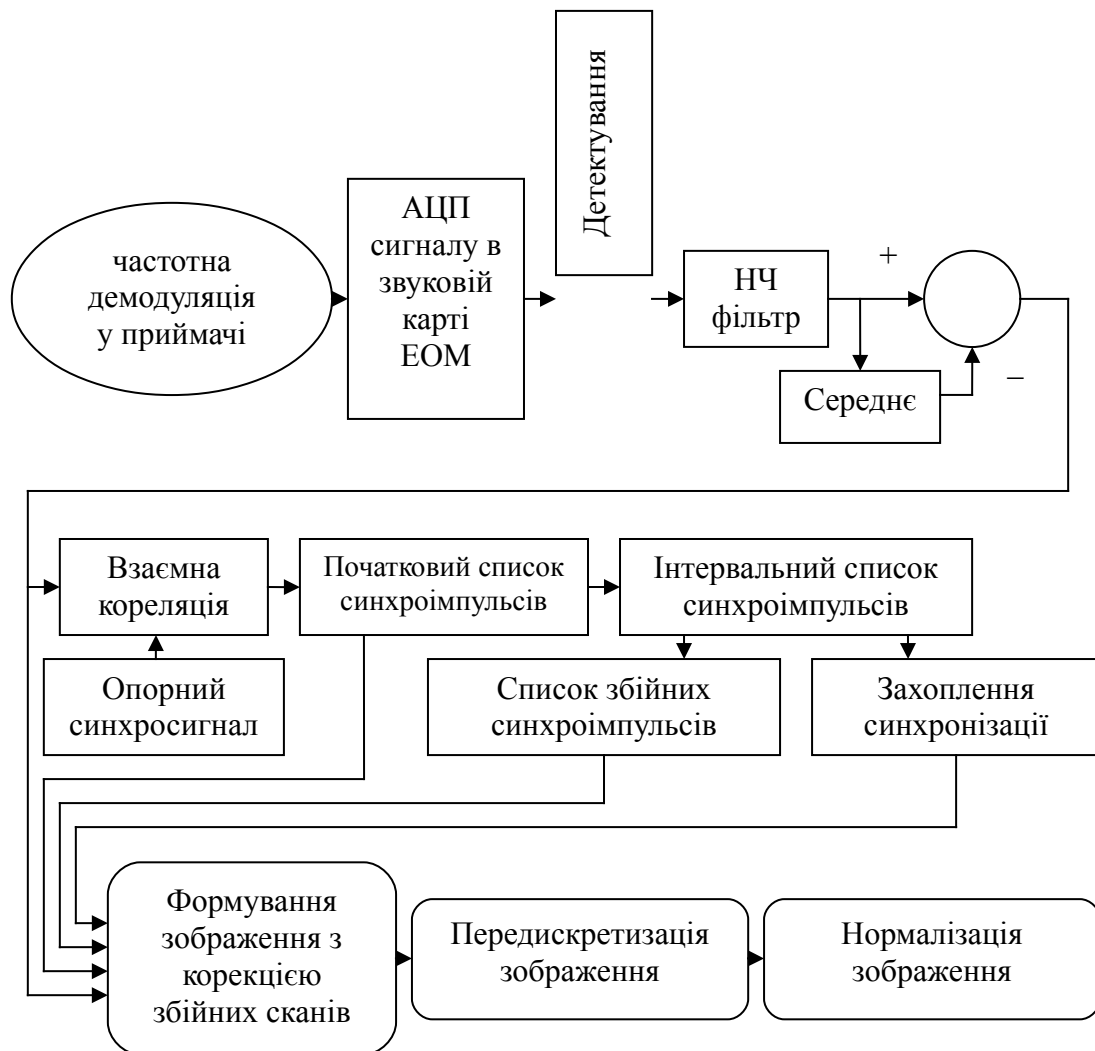 частотна
демодуляція
у приймачі
АЦП
сигналу в
звуковій
карті
ЕОМ
Детектування
НЧ
фільтр
+
–
Середнє
Взаємна
кореляція
Початковий список
синхроімпульсів
Інтервальний список
синхроімпульсів
Опорний
синхросигнал
Список збійних
синхроімпульсів
Захоплення
синхронізації
Формування
зображення з
корекцією
збійних сканів
Передискретизація
зображення
Нормалізація
зображення